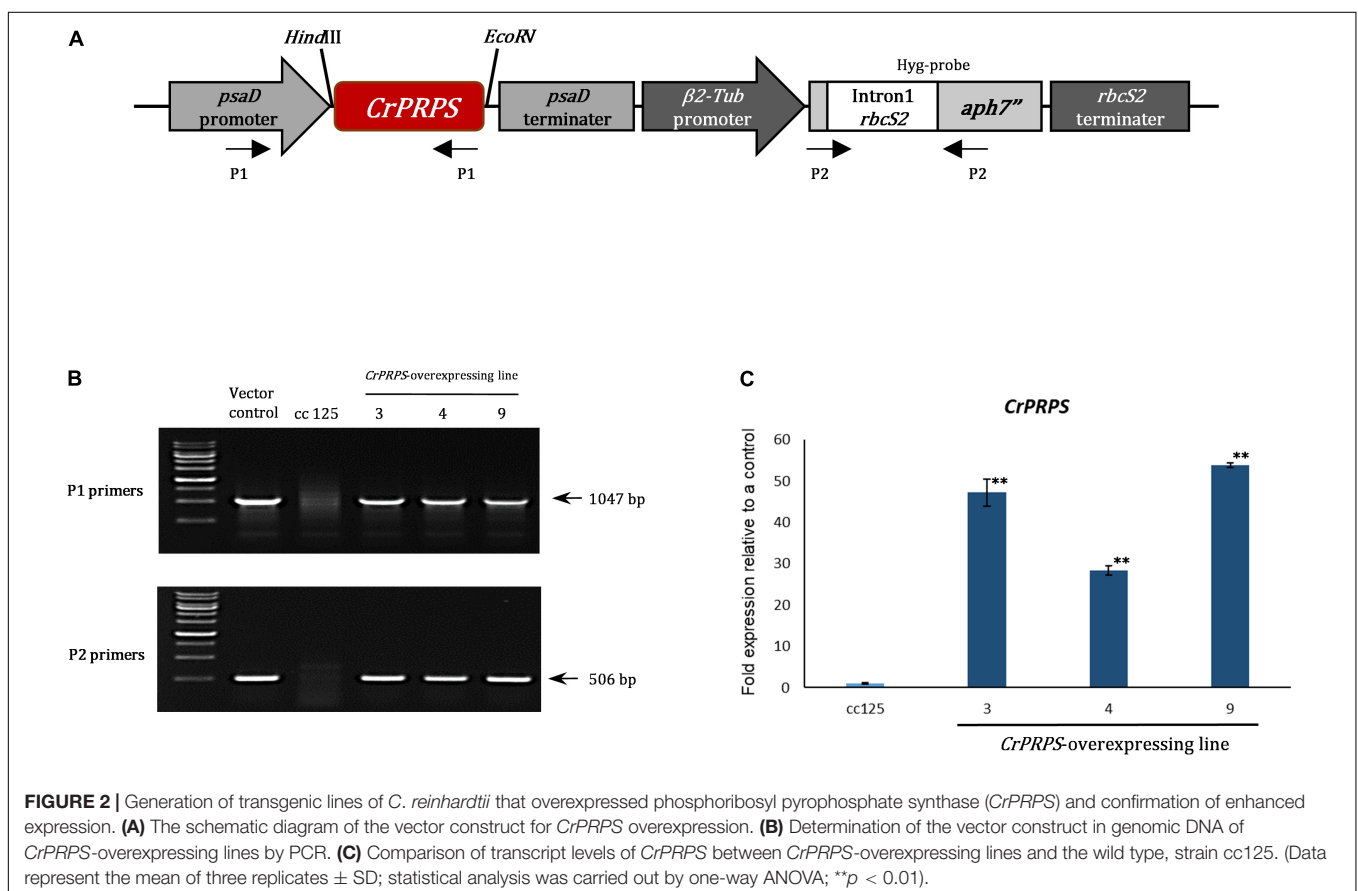 A
HindIII
EcoRV
Hyg-probe
psaD
promoter
CrPRPS
psaD
terminater
β2-Tub
promoter
Intron1
rbcS2
aph7”
rbcS2
terminater
P1
P1
P2
P2
B
Vector
control
cc 125
CrPRPS-overexpressing line
3
4
9
P1 primers
1047 bp
P2 primers
506 bp
C
CrPRPS
Fold expression relative to a control
60
50
40
30
20
10
0
**
**
**
cc125
3
4
9
CrPRPS-overexpressing line
FIGURE 2 | Generation of transgenic lines of C. reinhardtii that overexpressed phosphoribosyl pyrophosphate synthase (CrPRPS) and confirmation of enhanced
expression. (A) The schematic diagram of the vector construct for CrPRPS overexpression. (B) Determination of the vector construct in genomic DNA of
CrPRPS-overexpressing lines by PCR. (C) Comparison of transcript levels of CrPRPS between CrPRPS-overexpressing lines and the wild type, strain cc125. (Data
represent the mean of three replicates ± SD; statistical analysis was carried out by one-way ANOVA; **p < 0.01).